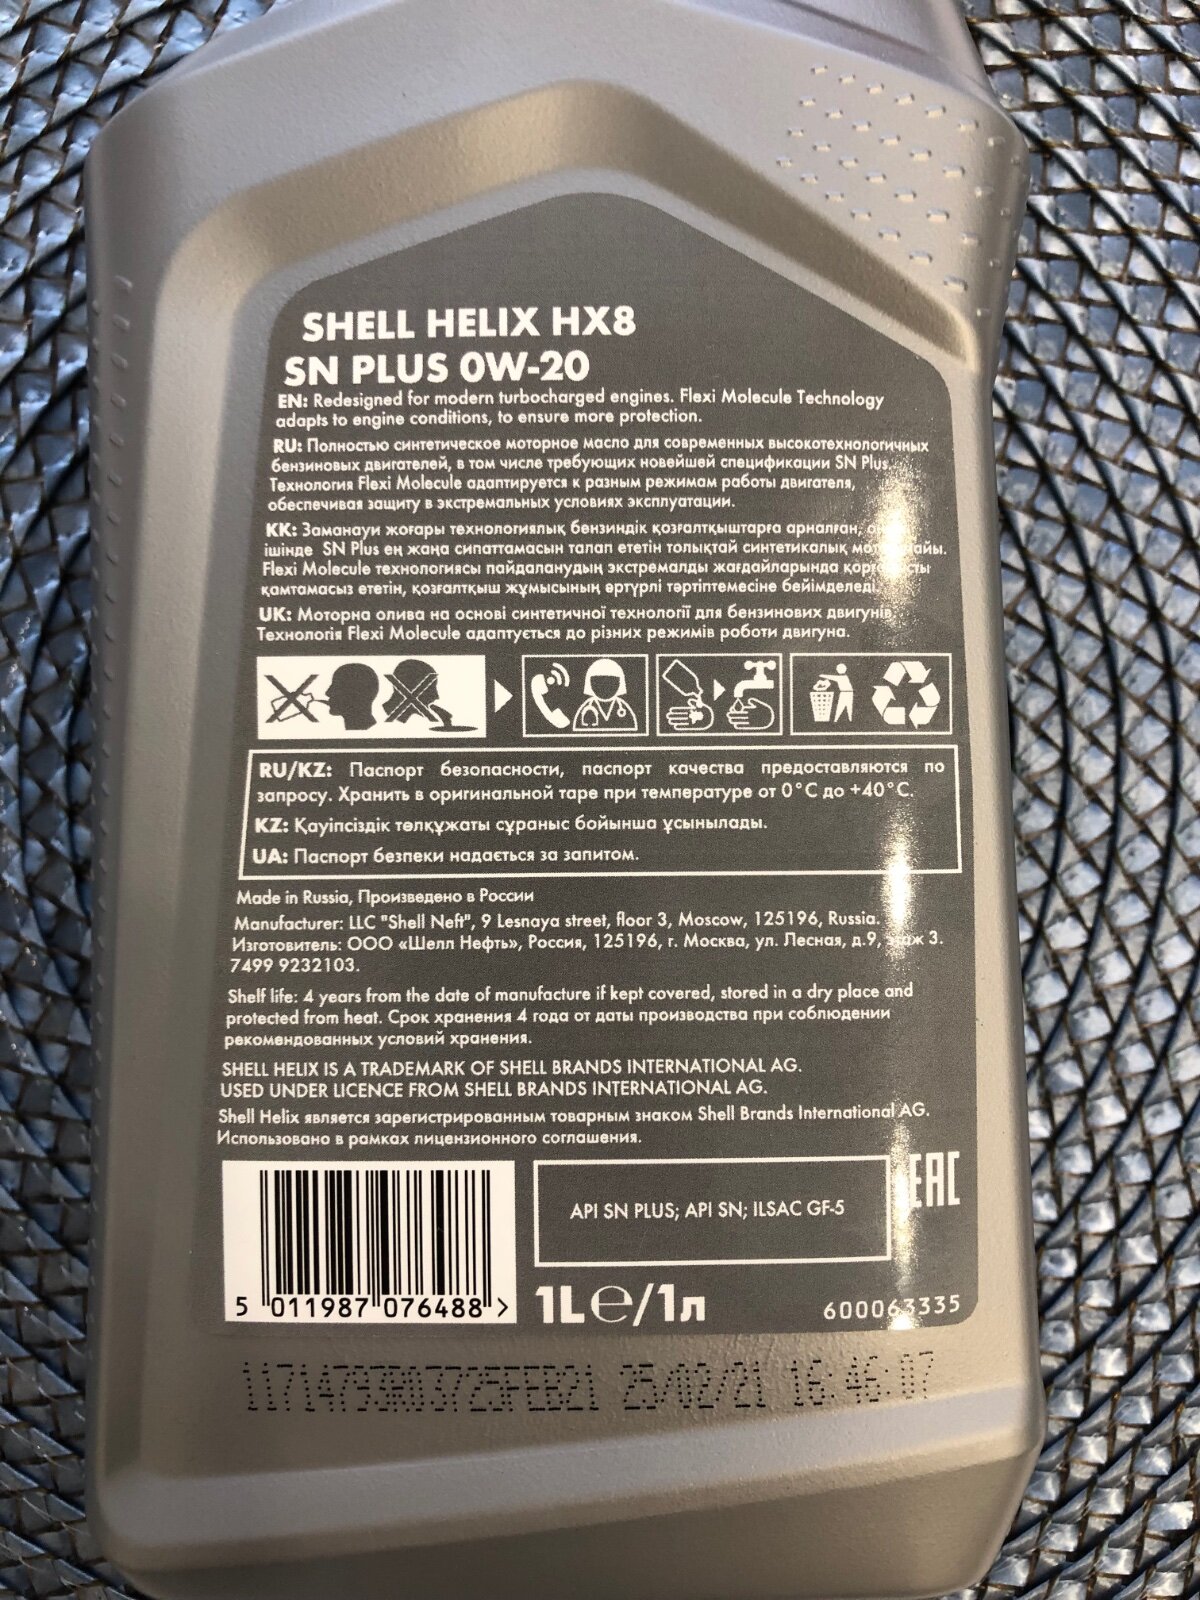 SHELL HELIX HX8
SN PLUS 0W-20
EN: Redesigned for modern turbocharged engines. Flexi Molecule Technology
adapts to engine conditions, to ensure more protection.
RU: Полностью синтетическое моторное масло для современных высокотехнологичных
бензиновых двигателей, в том числе требующих новейшей спецификации SN Plus.
Технология Flexi Molecule адаптируется к разным режимам работы двигателя,
обеспечивая защиту в экстремальных условиях эксплуатации.
KK: Заманауи жоғары технологиялық бензиндік қозғалтқыштарға арналған,
ішінде SN Plus ең жаңа сипаттамасын талап ететін толықтай синтетикалық
Flexi Molecule технологиясы пайдаланудың экстремалды жағдайларында
қамтамасыз ететін, қозғалтқыш жұмысының әртүрлі тәртіптемесіне бейімделеді.
UK: Моторна олива на основі синтетичної технології для бензинових двигунів.
Технологія Flexi Molecule адаптується до різних режимів роботи двигуна.
RU/KZ: Паспорт безопасности, паспорт качества предоставляются по
запросу. Хранить в оригинальной таре при температуре от 0°C до +40°C.
KZ: Қауіпсіздік төлқұжаты сұраныс бойынша ұсынылады.
UA: Паспорт безпеки надається за запитом.
Made in Russia, Произведено в России
Manufacturer: LLC "Shell Neft", 9 Lesnaya street, floor 3, Moscow, 125196, Russia.
Изготовитель: ООО «Шелл Нефть», Россия, 125196, г. Москва, ул. Лесная, д.9, этаж 3.
7499 9232103.
Shelf life: 4 years from the date of manufacture if kept covered, stored in a dry place and
protected from heat. Срок хранения 4 года от даты производства при соблюдении
рекомендованных условий хранения.
SHELL HELIX IS A TRADEMARK OF SHELL BRANDS INTERNATIONAL AG.
USED UNDER LICENCE FROM SHELL BRANDS INTERNATIONAL AG.
Shell Helix является зарегистрированным товарным знаком Shell Brands International AG.
Использовано в рамках лицензионного соглашения.
API SN PLUS; API SN; ILSAC GF-5
EAC
5 011987 076488 >
1L℮/1л
600063335
25/02/21 16:46:07